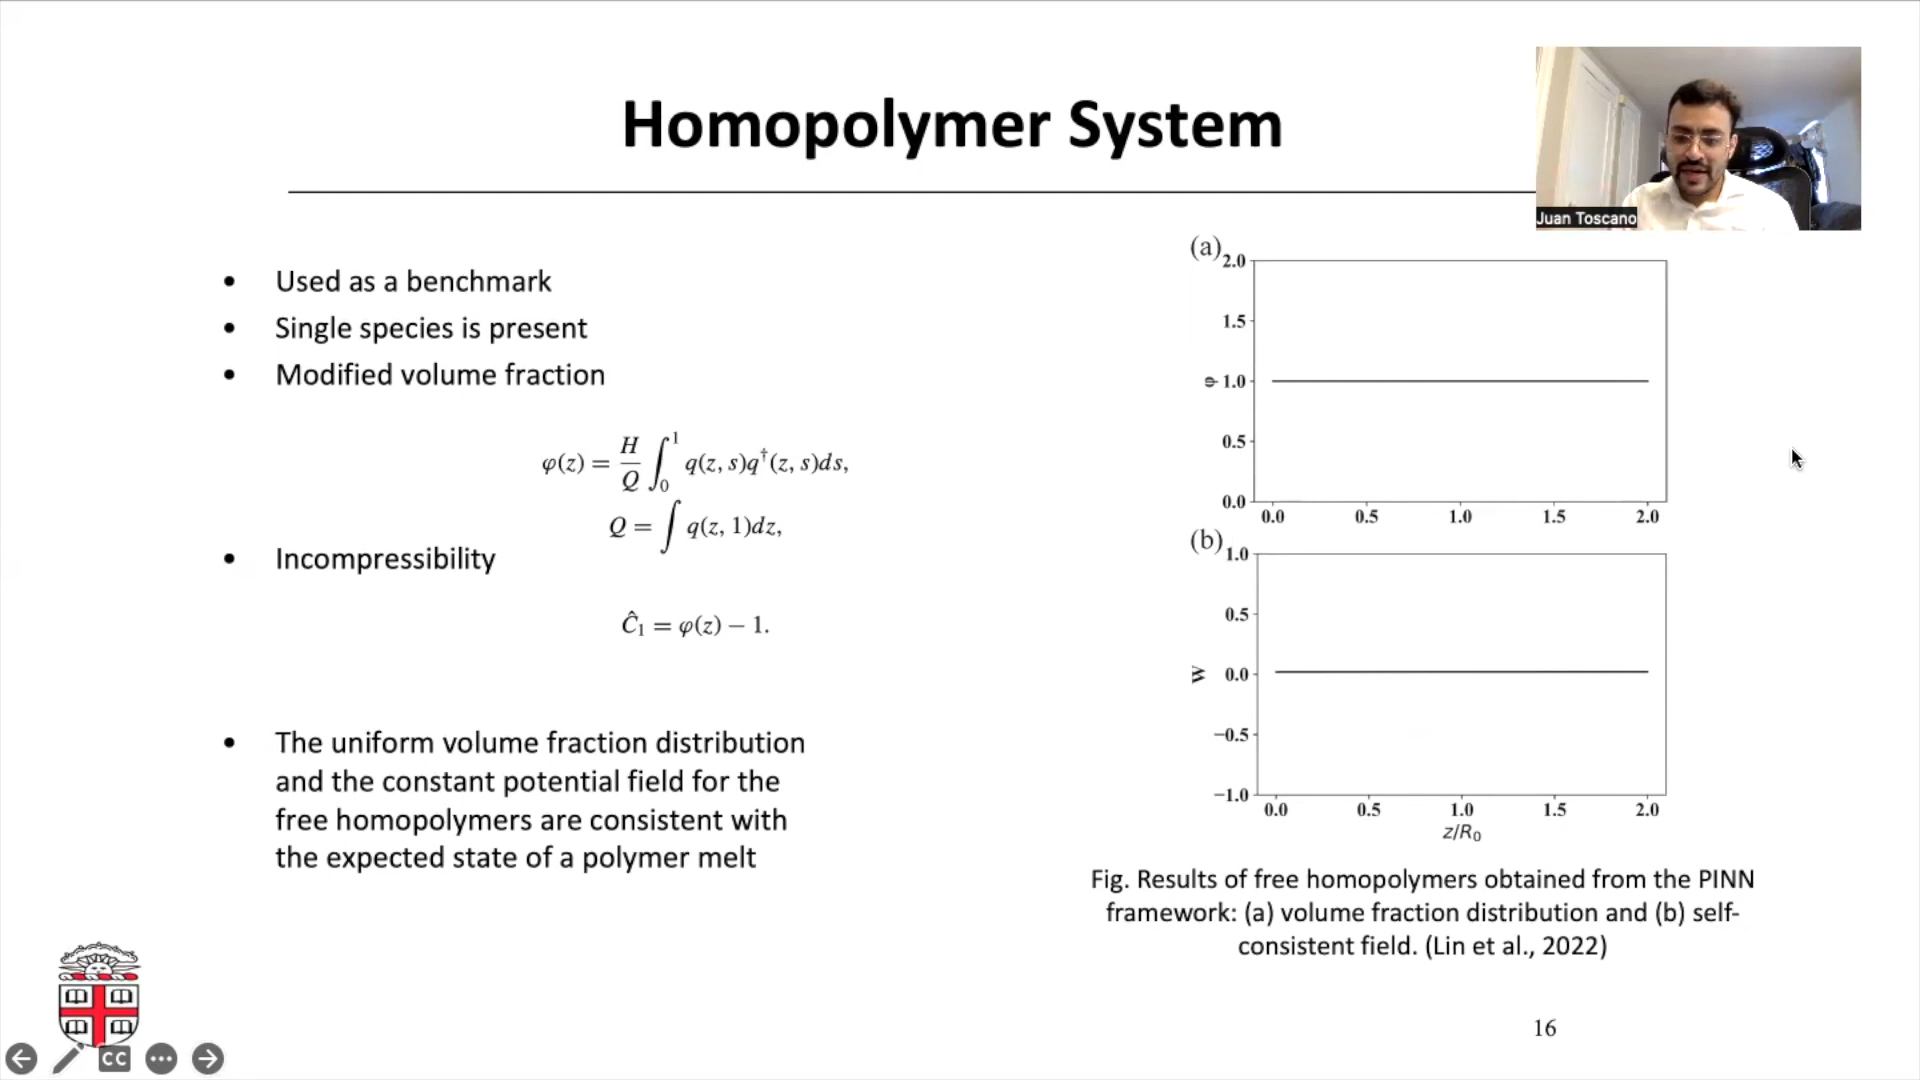 Homopolymer System
Juan Toscano
• Used as a benchmark
• Single species is present
• Modified volume fraction
φ(z) = H/Q ∫₀¹ q(z, s)q†(z, s)ds,
Q = ∫ q(z, 1)dz,
• Incompressibility
Ĉ₁ = φ(z) − 1.
• The uniform volume fraction distribution
and the constant potential field for the
free homopolymers are consistent with
the expected state of a polymer melt
(a)
2.0
1.5
φ 1.0
0.5
0.0
0.0 0.5 1.0 1.5 2.0
(b)
1.0
0.5
W 0.0
−0.5
−1.0
0.0 0.5 1.0 1.5 2.0
z/R₀
Fig. Results of free homopolymers obtained from the PINN
framework: (a) volume fraction distribution and (b) self-
consistent field. (Lin et al., 2022)
16
CC